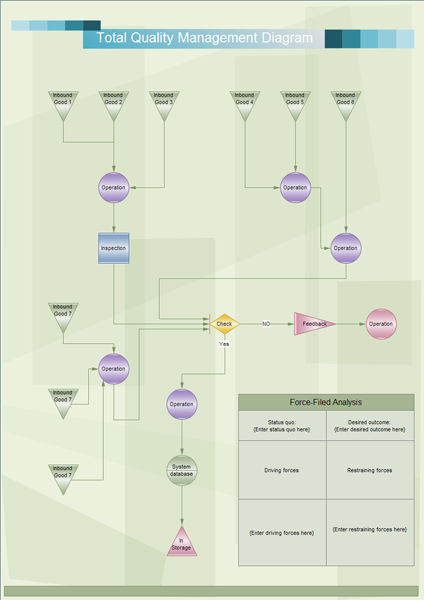 Total Quality Management Diagram
Inbound
Good 1
Inbound
Good 2
Inbound
Good 3
Inbound
Good 4
Inbound
Good 5
Inbound
Good 6
Operation
Operation
Inspection
Operation
Inbound
Good 7
Check
NO
Feedback
Operation
Yes
Operation
Inbound
Good 7
Operation
Inbound
Good 7
System
database
In
Storage
Force-Filed Analysis
Status quo:
{Enter status quo here}
Desired outcome:
{Enter desired outcome here}
Driving forces
Restraining forces
{Enter driving forces here}
{Enter restraining forces here}